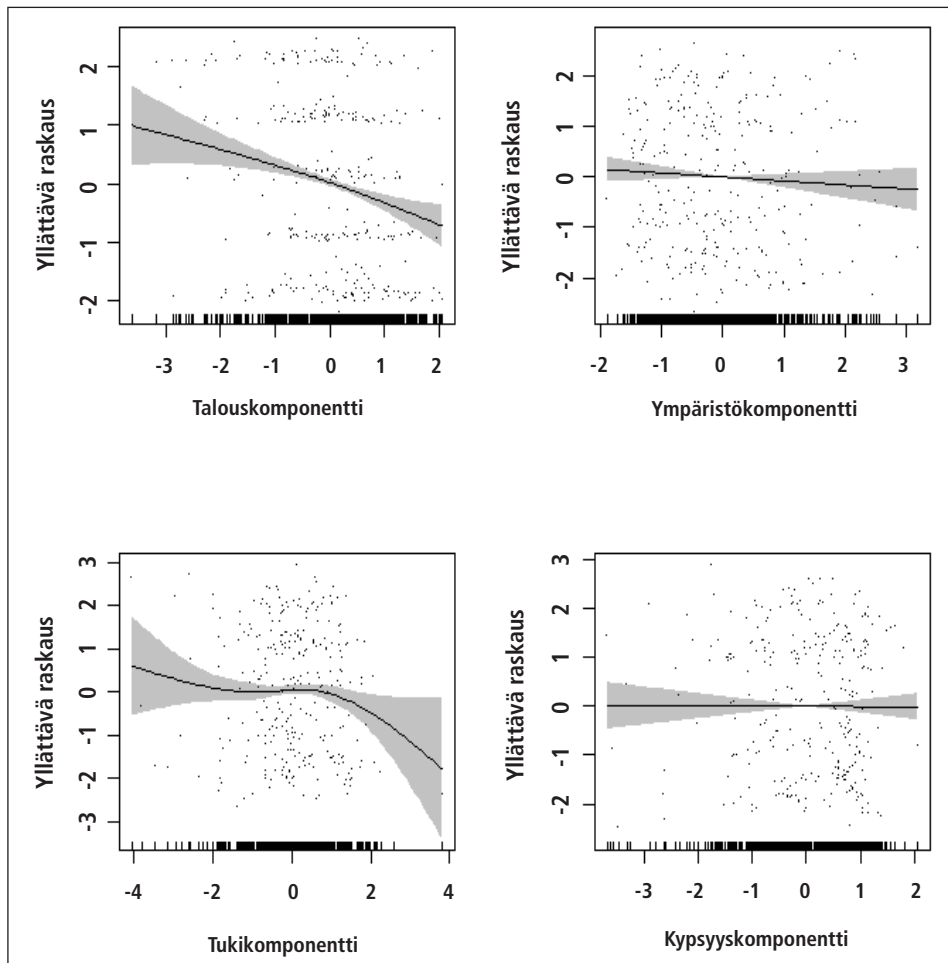 Yllättävä raskaus
2
1
0
-1
-2
-3 -2 -1 0 1 2
Talouskomponentti
Yllättävä raskaus
2
1
0
-1
-2
-2 -1 0 1 2 3
Ympäristökomponentti
Yllättävä raskaus
3
2
1
0
-1
-2
-3
-4 -2 0 2 4
Tukikomponentti
Yllättävä raskaus
3
2
1
0
-1
-2
-3 -2 -1 0 1 2
Kypsyyskomponentti